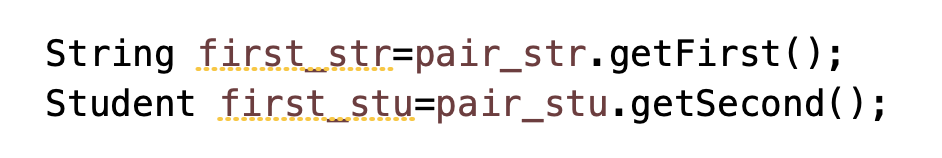 String first_str=pair_str.getFirst();
Student first_stu=pair_stu.getSecond();